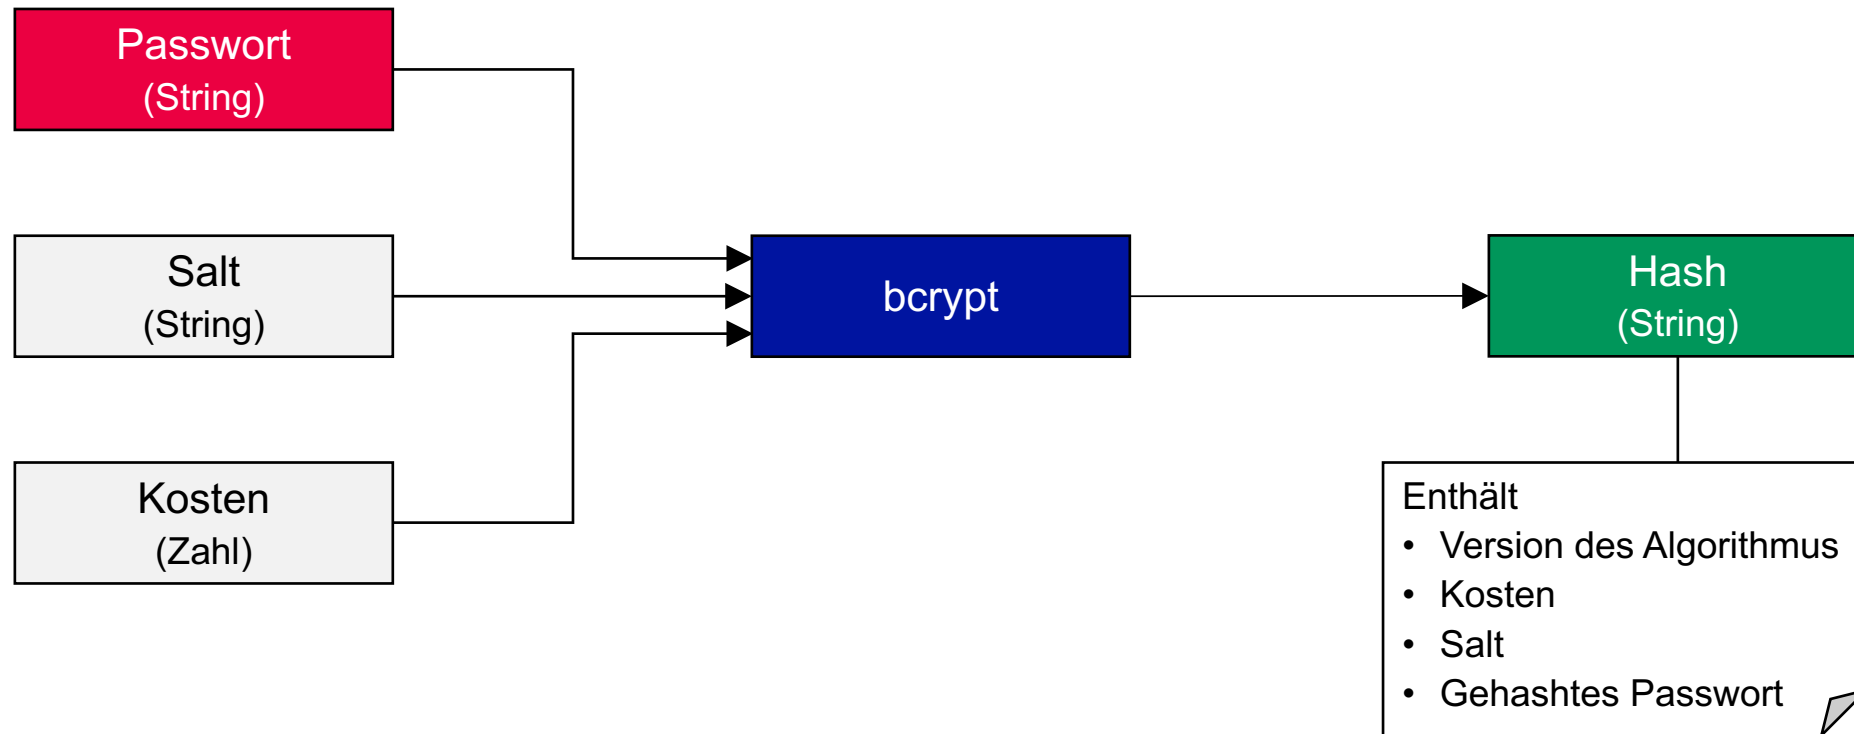 Passwort
(String)
Salt
(String)
Kosten
(Zahl)
bcrypt
Hash
(String)
Enthält
• Version des Algorithmus
• Kosten
• Salt
• Gehashtes Passwort